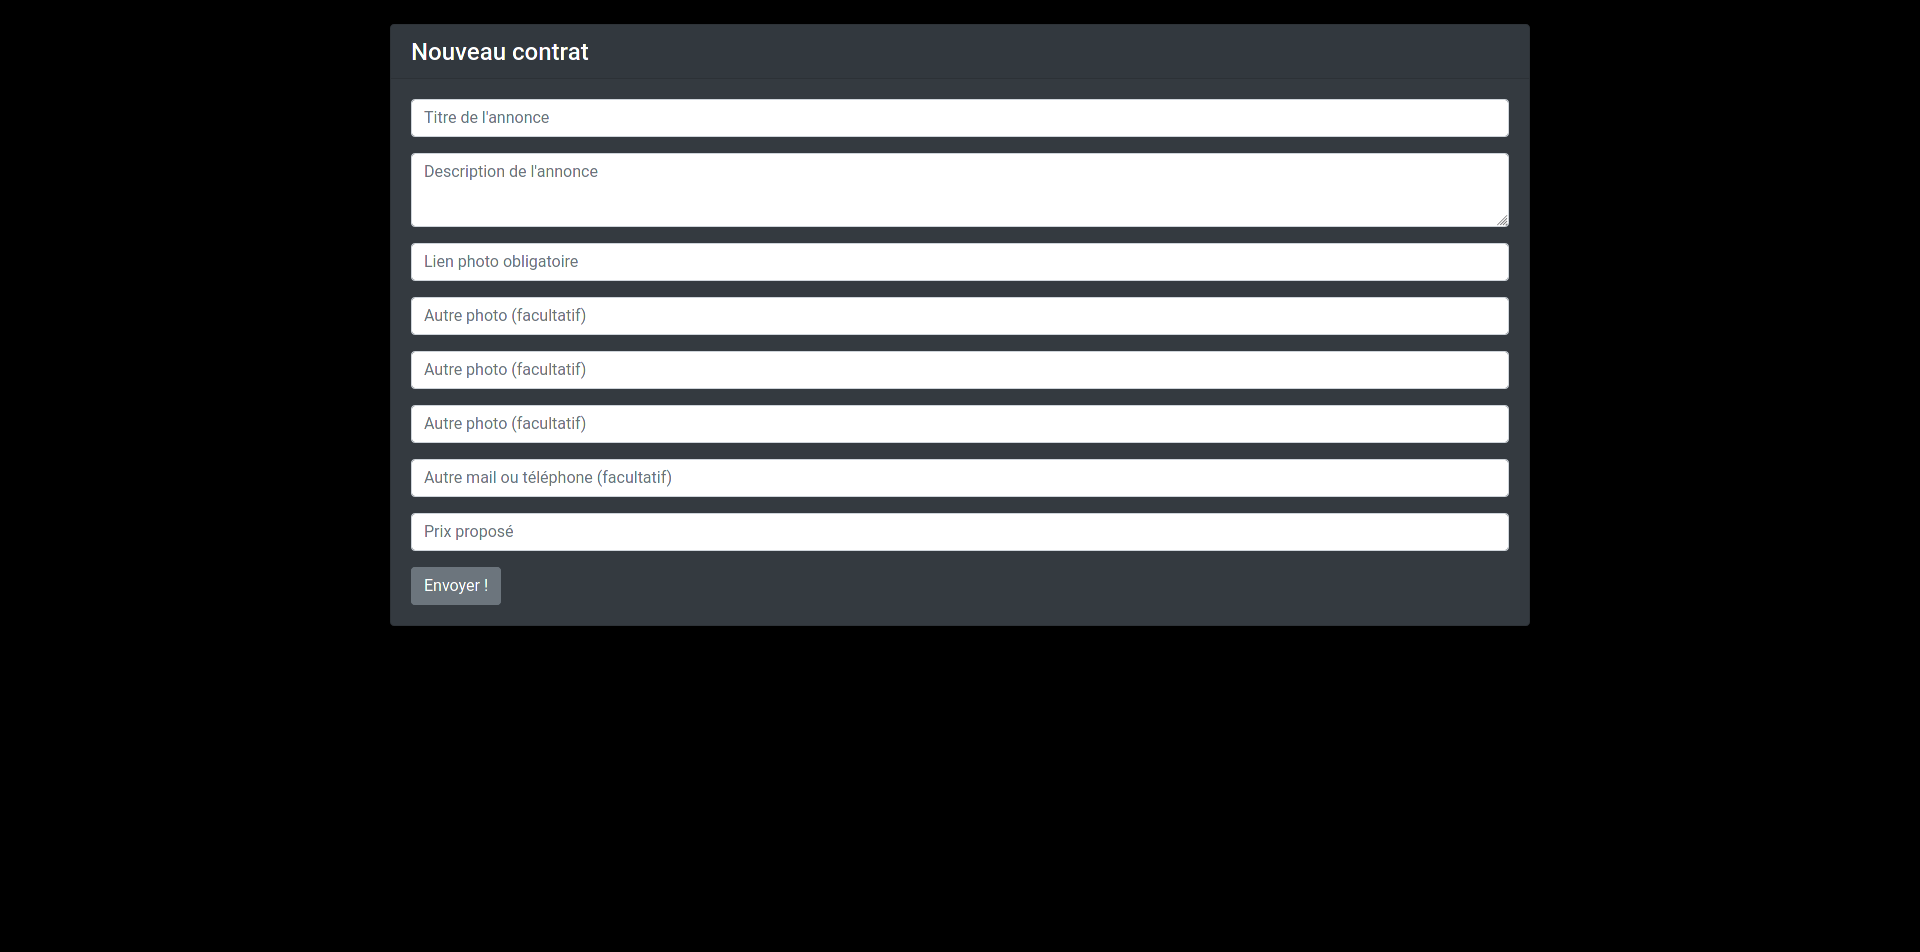 Nouveau contrat
Titre de l'annonce
Description de l'annonce
Lien photo obligatoire
Autre photo (facultatif)
Autre photo (facultatif)
Autre photo (facultatif)
Autre mail ou téléphone (facultatif)
Prix proposé
Envoyer !